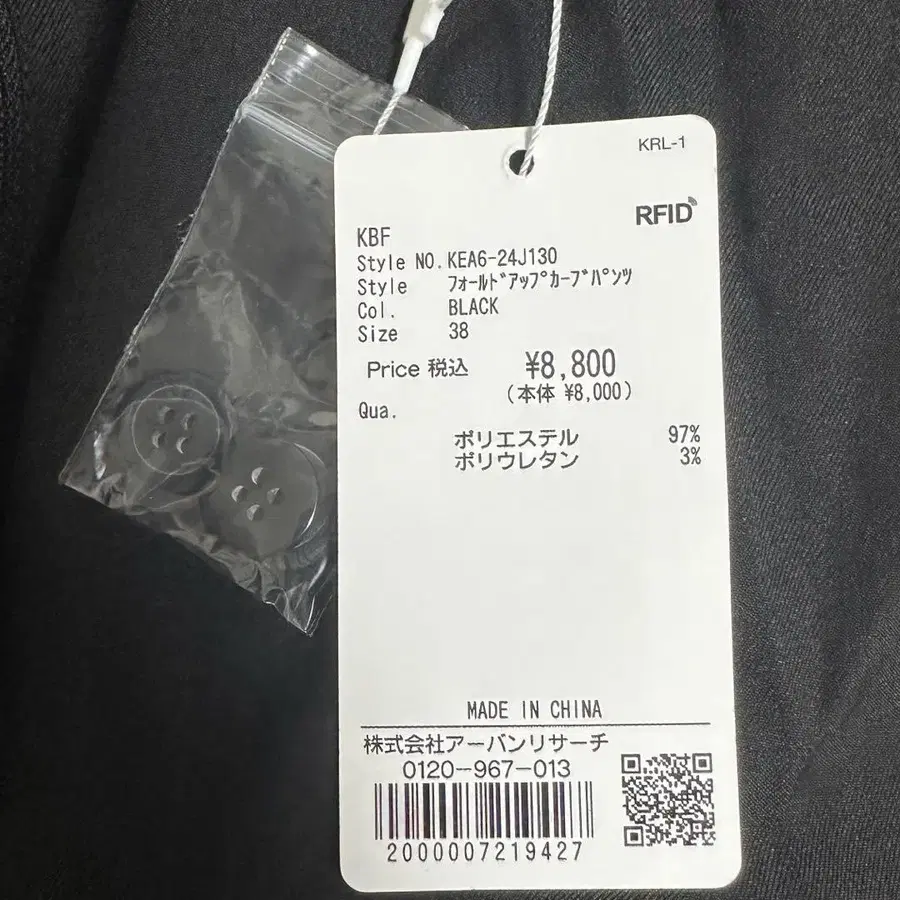 KRL-1
RFID
KBF
Style NO. KEA6-24J130
Style ﾌｫｰﾙﾄﾞｱｯﾌﾟｶｰﾌﾞﾊﾟﾝﾂ
Col. BLACK
Size 38
Price 税込 ¥8,800
(本体 ¥8,000)
Qua.
ポリエステル 97%
ポリウレタン 3%
MADE IN CHINA
株式会社アーバンリサーチ
0120-967-013
2000007219427